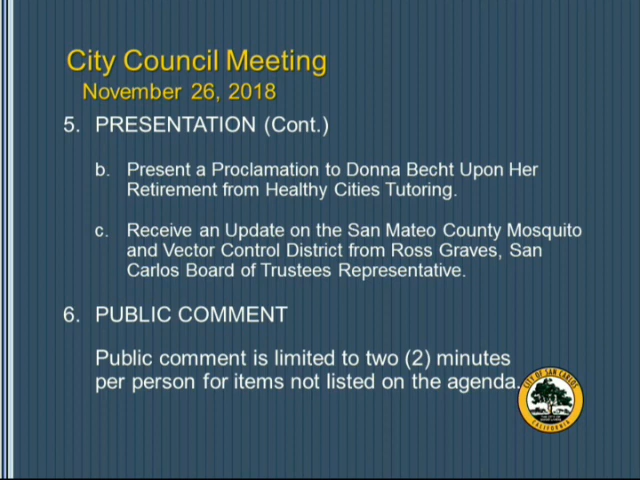 City Council Meeting
November 26, 2018
5. PRESENTATION (Cont.)
b. Present a Proclamation to Donna Becht Upon Her
Retirement from Healthy Cities Tutoring.
c. Receive an Update on the San Mateo County Mosquito
and Vector Control District from Ross Graves, San
Carlos Board of Trustees Representative.
6. PUBLIC COMMENT
Public comment is limited to two (2) minutes
per person for items not listed on the agenda.
CITY OF SAN CARLOS
CALIFORNIA